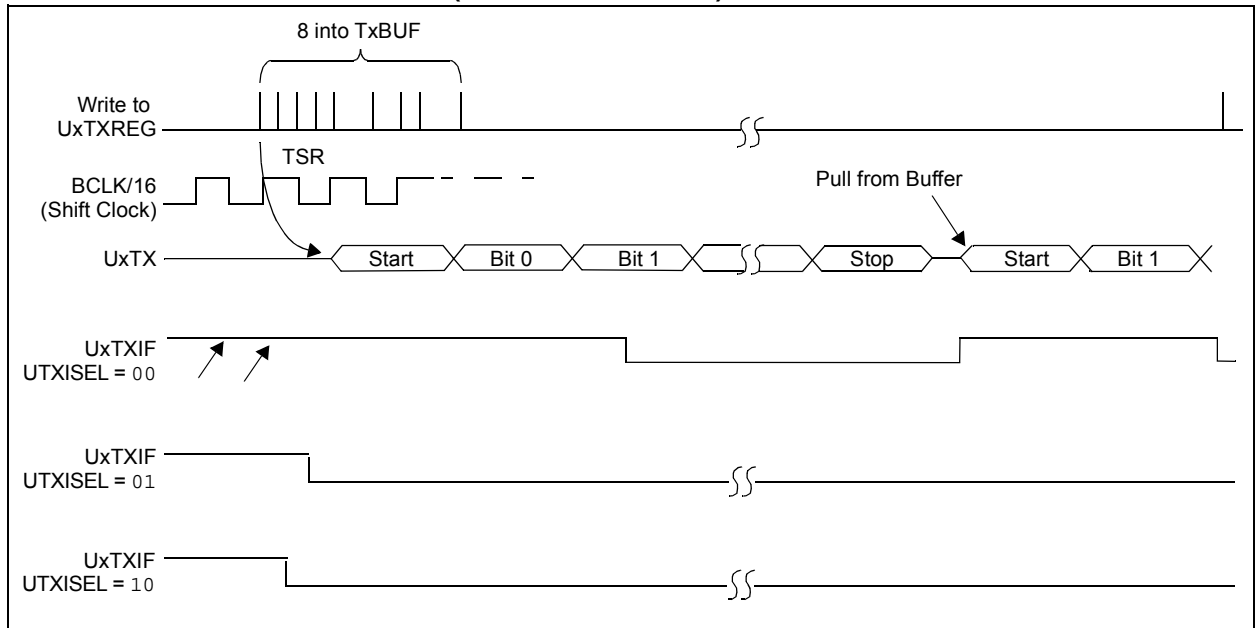 8 into TxBUF
Write to
UxTXREG
TSR
BCLK/16
(Shift Clock)
Pull from Buffer
UxTX
Start
Bit 0
Bit 1
Stop
Start
Bit 1
UxTXIF
UTXISEL = 00
UxTXIF
UTXISEL = 01
UxTXIF
UTXISEL = 10